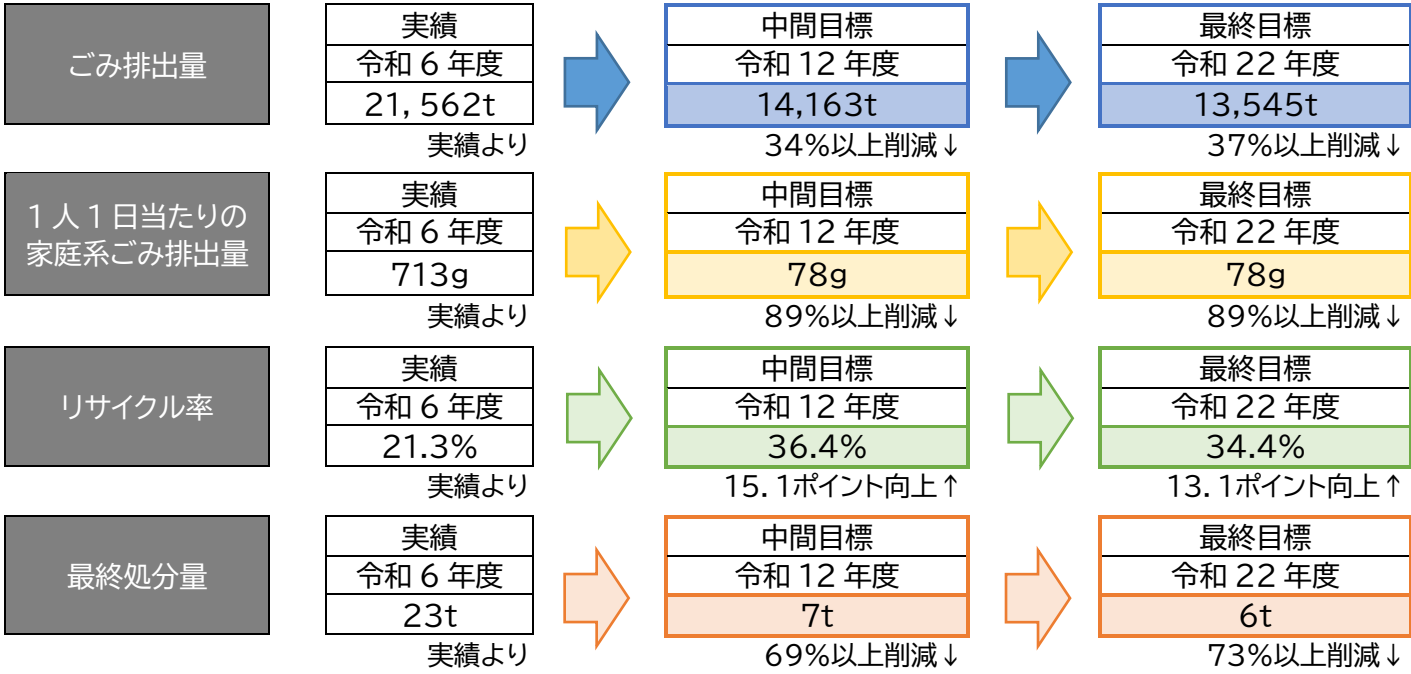 ごみ排出量
実績
令和 6 年度
21, 562t
実績より
中間目標
令和 12 年度
14,163t
34%以上削減↓
最終目標
令和 22 年度
13,545t
37%以上削減↓
1 人 1 日当たりの
家庭系ごみ排出量
実績
令和 6 年度
713g
実績より
中間目標
令和 12 年度
78g
89%以上削減↓
最終目標
令和 22 年度
78g
89%以上削減↓
リサイクル率
実績
令和 6 年度
21.3%
実績より
中間目標
令和 12 年度
36.4%
15.1ポイント向上↑
最終目標
令和 22 年度
34.4%
13.1ポイント向上↑
最終処分量
実績
令和 6 年度
23t
実績より
中間目標
令和 12 年度
7t
69%以上削減↓
最終目標
令和 22 年度
6t
73%以上削減↓